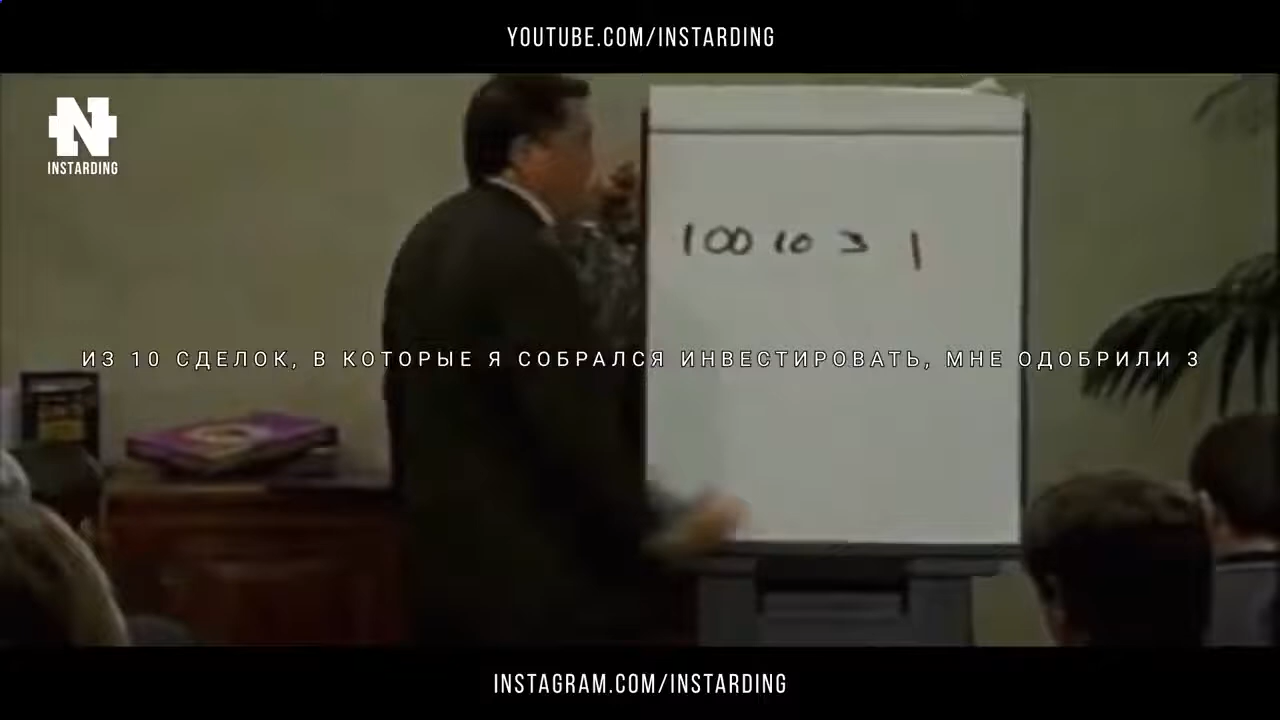 YOUTUBE.COM/INSTARDING
N
INSTARDING
100 10 3 1
ИЗ 10 СДЕЛОК, В КОТОРЫЕ Я СОБРАЛСЯ ИНВЕСТИРОВАТЬ, МНЕ ОДОБРИЛИ 3
INSTAGRAM.COM/INSTARDING